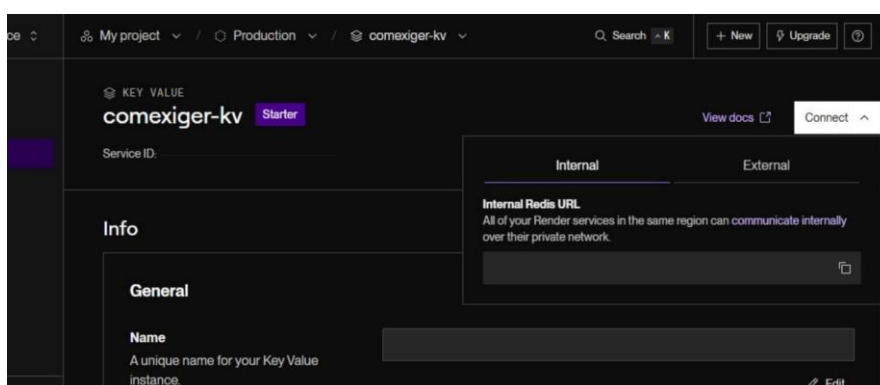 ce
My project / Production / comexiger-kv
Search K
+ New
Upgrade
KEY VALUE
comexiger-kv Starter
View docs
Connect
Service ID:
Internal
External
Internal Redis URL
All of your Render services in the same region can communicate internally
over their private network.
Info
General
Name
A unique name for your Key Value
instance.
Edit